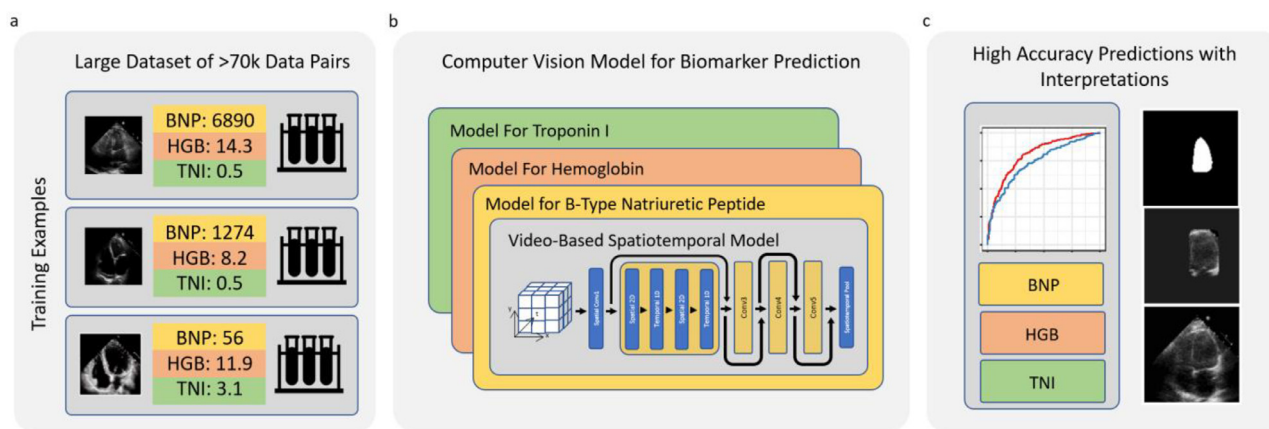 a
Large Dataset of >70k Data Pairs
Training Examples
BNP: 6890
HGB: 14.3
TNI: 0.5
BNP: 1274
HGB: 8.2
TNI: 0.5
BNP: 56
HGB: 11.9
TNI: 3.1
b
Computer Vision Model for Biomarker Prediction
Model For Troponin I
Model For Hemoglobin
Model for B-Type Natriuretic Peptide
Video-Based Spatiotemporal Model
Spatial Conv1
Spatial 2D
Temporal 1D
Spatial 2D
Temporal 1D
Conv3
Conv4
Conv5
Spatiotemporal Pool
c
High Accuracy Predictions with
Interpretations
BNP
HGB
TNI